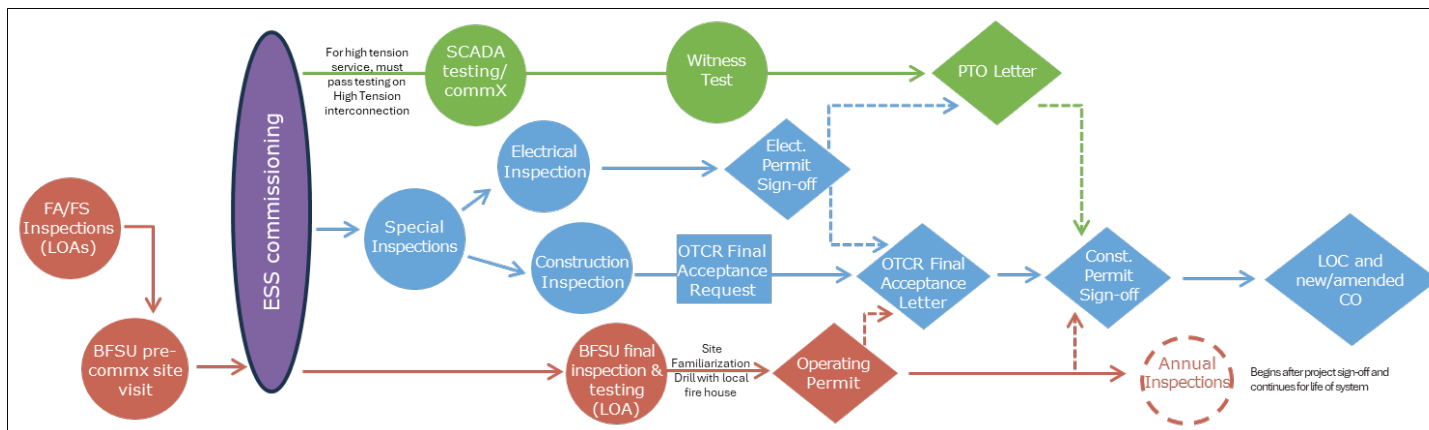 For high tension
service, must
pass testing on
High Tension
interconnection
SCADA
testing/
commX
Witness
Test
PTO Letter
ESS commissioning
FA/FS
Inspections
(LOAs)
BFSU pre-
commx site
visit
Special
Inspections
Electrical
Inspection
Elect.
Permit
Sign-off
Construction
Inspection
OTCR Final
Acceptance
Request
OTCR Final
Acceptance
Letter
Const.
Permit
Sign-off
LOC and
new/amended
CO
BFSU final
inspection &
testing
(LOA)
Site
Familiarization
Drill with local
fire house
Operating
Permit
Annual
Inspections
Begins after project sign-off and
continues for life of system